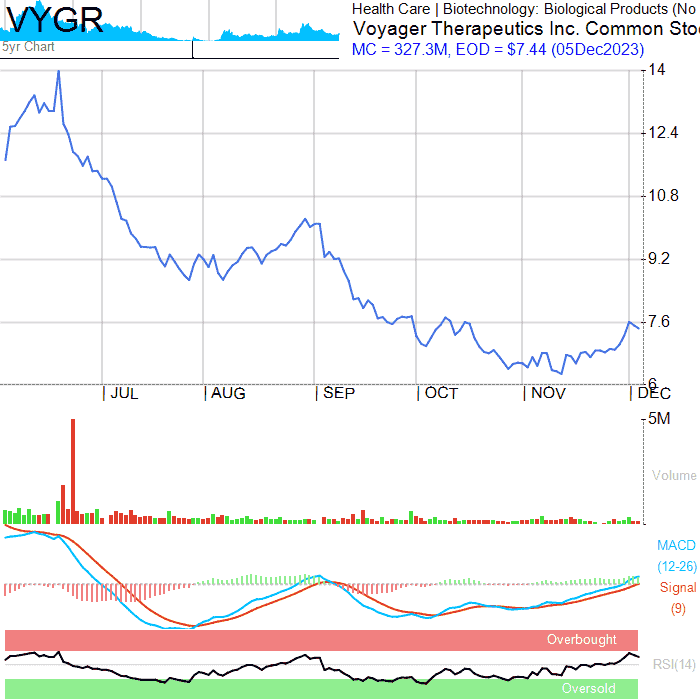 VYGR
5yr Chart
Health Care | Biotechnology: Biological Products (No
Voyager Therapeutics Inc. Common Sto
MC = 327.3M, EOD = $7.44 (05Dec2023)
14
12.4
10.8
9.2
7.6
6
| JUL | AUG | SEP | OCT | NOV | DEC
5M
Volume
MACD
(12-26)
Signal
(9)
Overbought
RSI(14)
Oversold